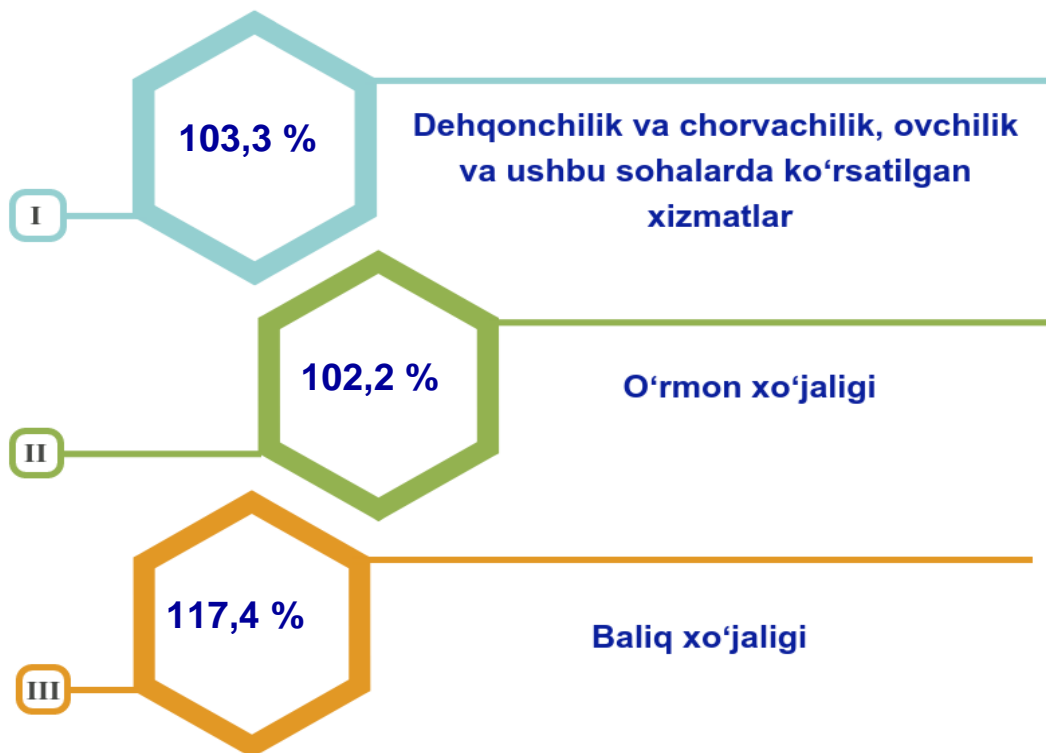 103,3 %
Dehqonchilik va chorvachilik, ovchilik
va ushbu sohalarda ko‘rsatilgan
xizmatlar
I
102,2 %
O‘rmon xo‘jaligi
II
117,4 %
Baliq xo‘jaligi
III